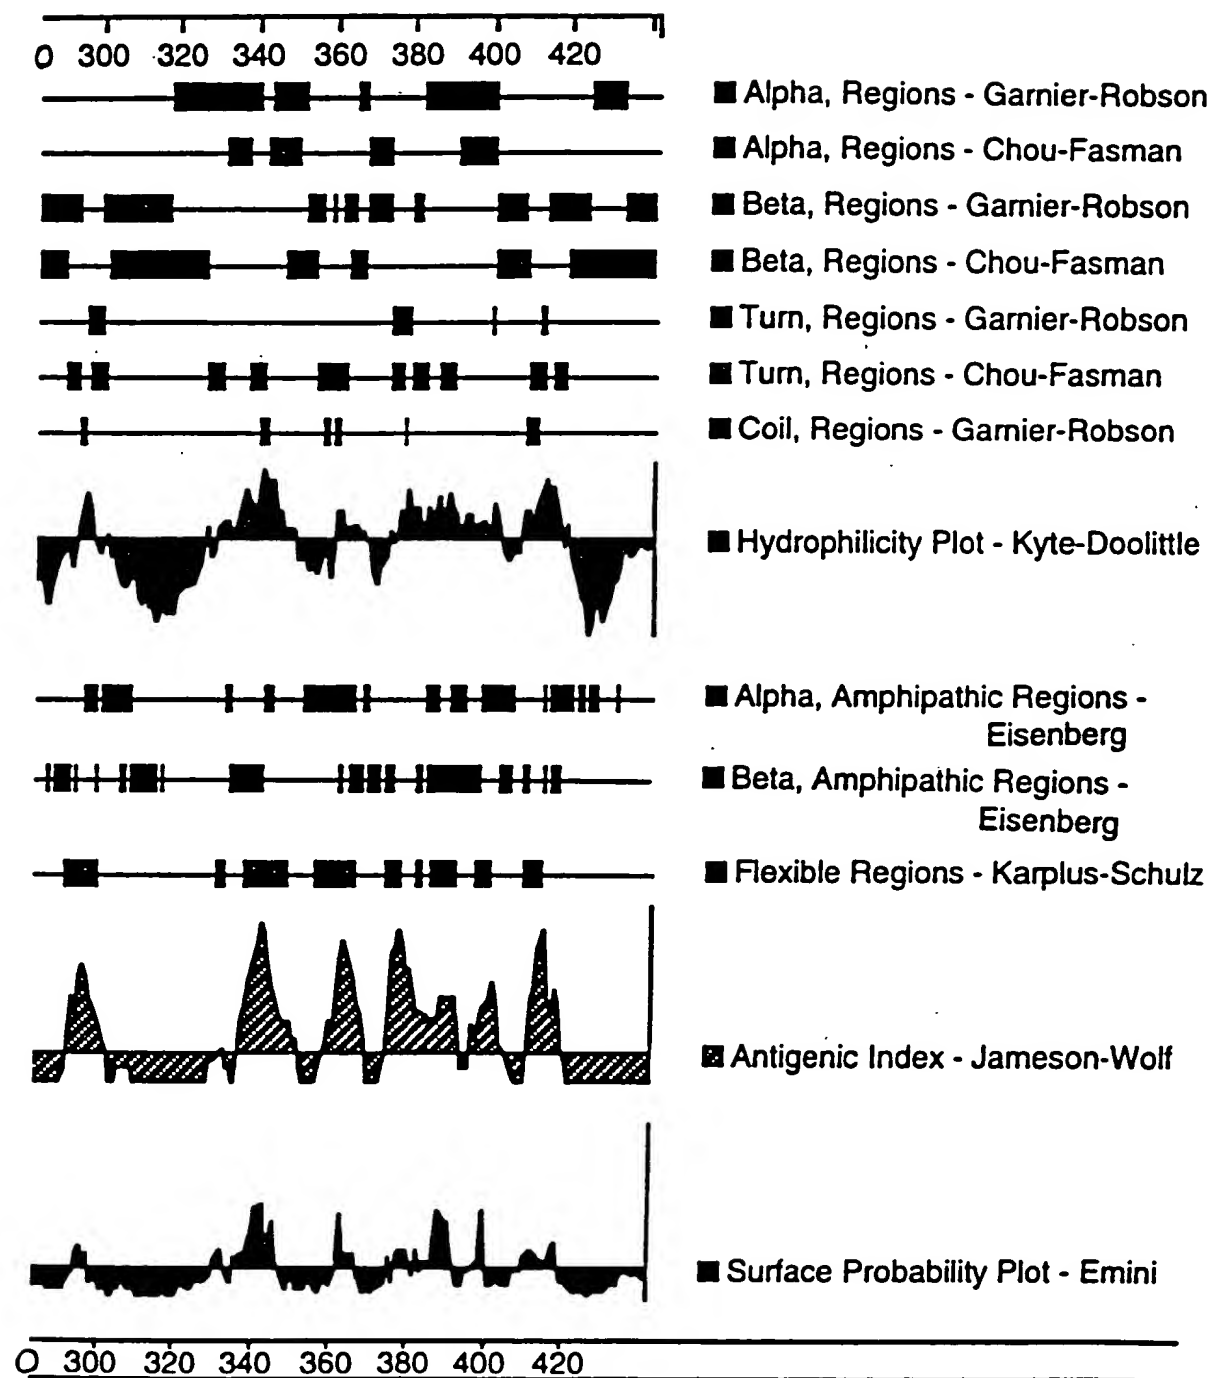 0 300 320 340 360 380 400 420
Alpha, Regions - Garnier-Robson
Alpha, Regions - Chou-Fasman
Beta, Regions - Garnier-Robson
Beta, Regions - Chou-Fasman
Turn, Regions - Garnier-Robson
Turn, Regions - Chou-Fasman
Coil, Regions - Garnier-Robson
Hydrophilicity Plot - Kyte-Doolittle
Alpha, Amphipathic Regions -
Eisenberg
Beta, Amphipathic Regions -
Eisenberg
Flexible Regions - Karplus-Schulz
Antigenic Index - Jameson-Wolf
Surface Probability Plot - Emini
0 300 320 340 360 380 400 420